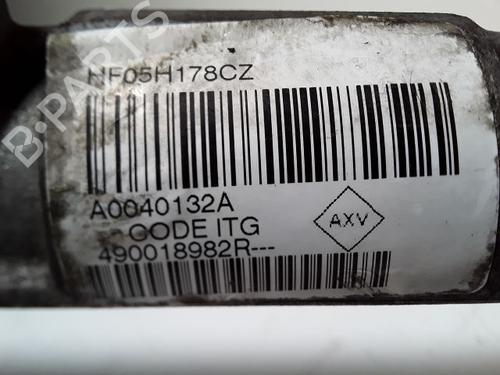 HF05H178CZ
A0040132A
CODE ITG
AXV
490018982R---
B-PARTS